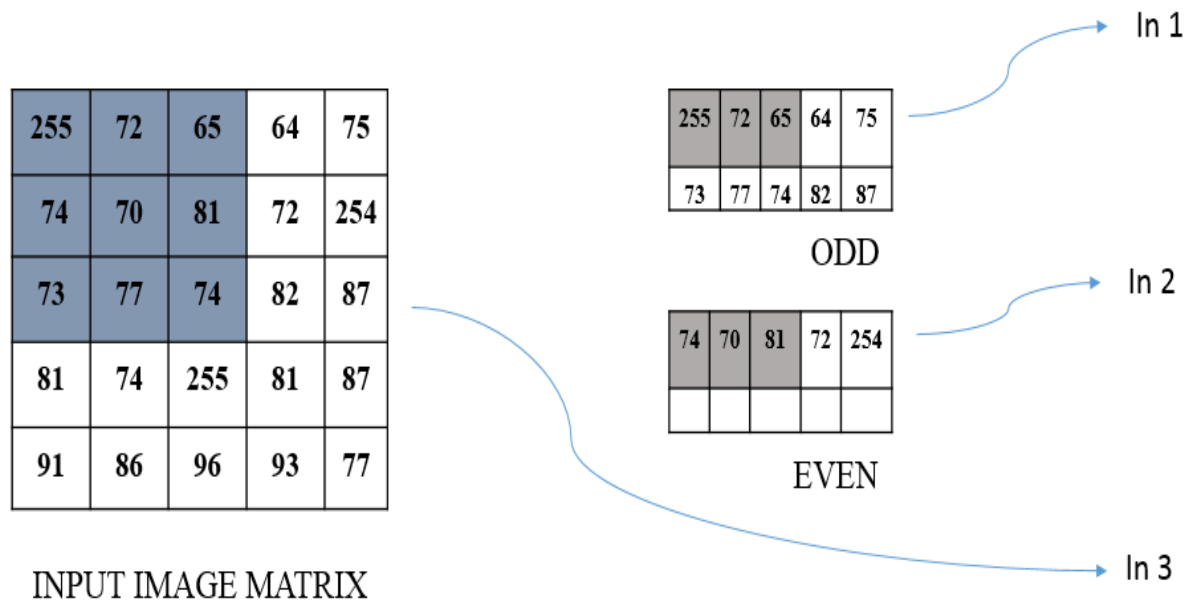 255 72 65 64 75
74 70 81 72 254
73 77 74 82 87
81 74 255 81 87
91 86 96 93 77
INPUT IMAGE MATRIX
In 1
255 72 65 64 75
73 77 74 82 87
ODD
In 2
74 70 81 72 254
EVEN
In 3